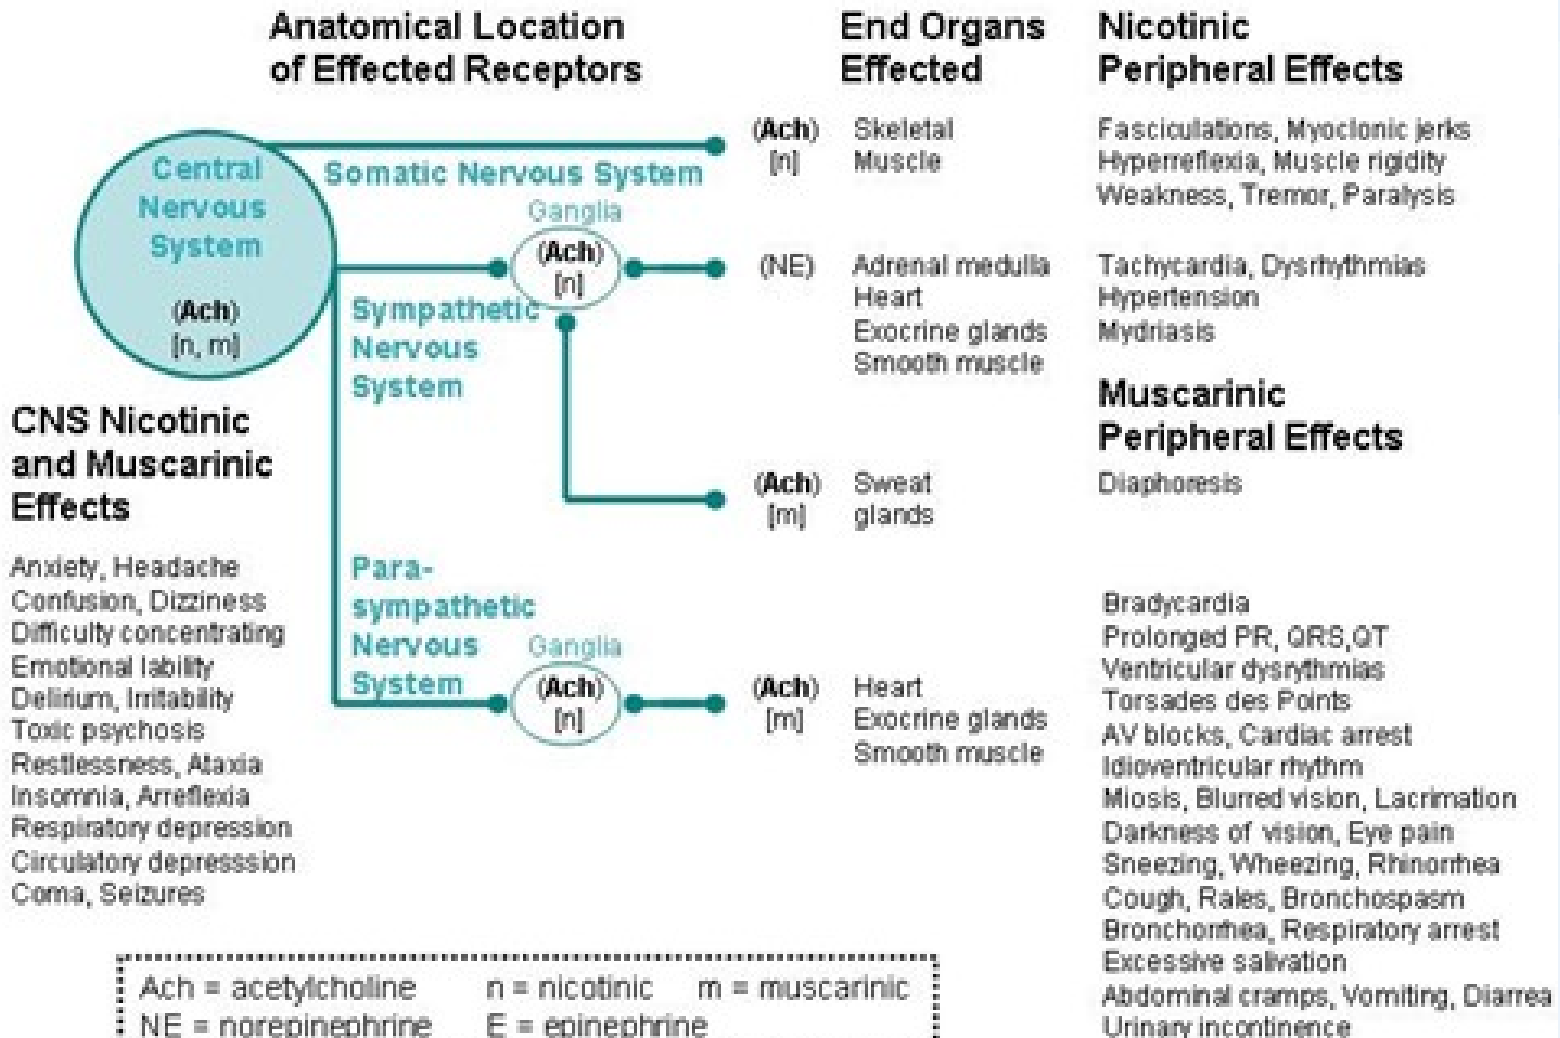 Anatomical Location
of Effected Receptors
End Organs
Effected
Nicotinic
Peripheral Effects
Central
Nervous
System
(Ach)
[n, m]
Somatic Nervous System
(Ach)
[n]
Skeletal
Muscle
Fasciculations, Myoclonic jerks
Hyperreflexia, Muscle rigidity
Weakness, Tremor, Paralysis
Ganglia
(Ach)
[n]
Sympathetic
Nervous
System
(NE)
Adrenal medulla
Heart
Exocrine glands
Smooth muscle
Tachycardia, Dysrhythmias
Hypertension
Mydriasis
Muscarinic
Peripheral Effects
(Ach)
[m]
Sweat
glands
Diaphoresis
CNS Nicotinic
and Muscarinic
Effects
Anxiety, Headache
Confusion, Dizziness
Difficulty concentrating
Emotional lability
Delirium, Irritability
Toxic psychosis
Restlessness, Ataxia
Insomnia, Arreflexia
Respiratory depression
Circulatory depresssion
Coma, Seizures
Para-
sympathetic
Nervous
System
Ganglia
(Ach)
[n]
(Ach)
[m]
Heart
Exocrine glands
Smooth muscle
Bradycardia
Prolonged PR, QRS,QT
Ventricular dysrythmias
Torsades des Points
AV blocks, Cardiac arrest
Idioventricular rhythm
Miosis, Blurred vision, Lacrimation
Darkness of vision, Eye pain
Sneezing, Wheezing, Rhinorrhea
Cough, Rales, Bronchospasm
Bronchorrhea, Respiratory arrest
Excessive salivation
Abdominal cramps, Vomiting, Diarrea
Urinary incontinence
Ach = acetylcholine n = nicotinic m = muscarinic
NE = norepinephrine E = epinephrine